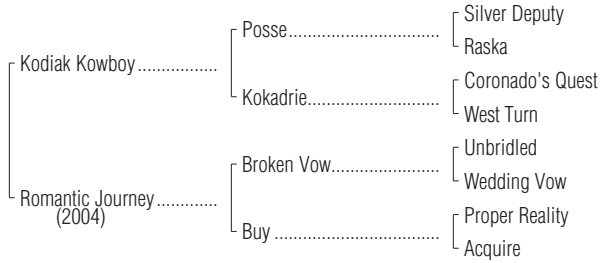 Silver Deputy
Posse
Raska
Kodiak Kowboy
Coronado's Quest
Kokadrie
West Turn
Unbridled
Broken Vow
Wedding Vow
Romantic Journey
(2004)
Proper Reality
Buy
Acquire